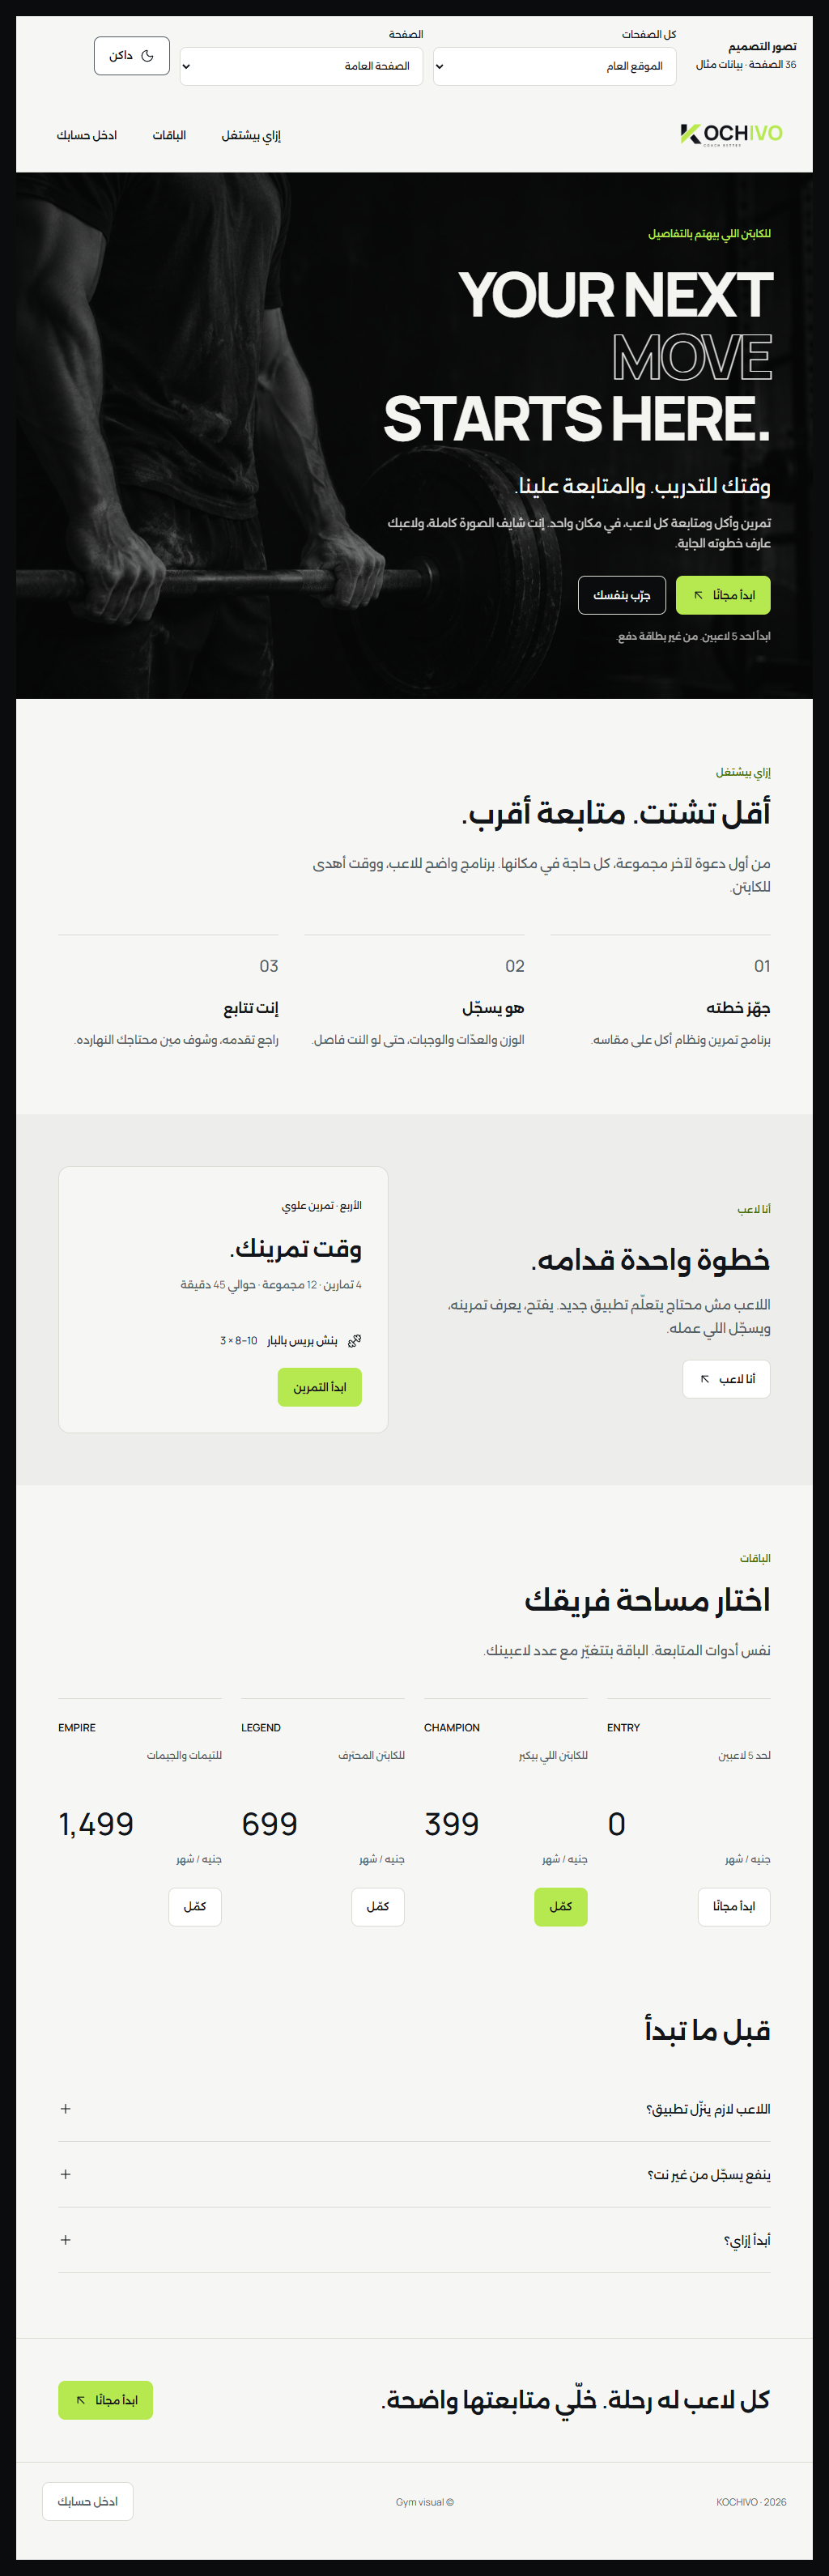 تصور التصميم
36 الصفحة · بيانات مثال
كل الصفحات
الموقع العام
الصفحة
الصفحة العامة
داكن
KOCHIVO
COACH BETTER
إزاي بيشتغل
الباقات
ادخل حسابك
للكابتن اللي بيهتم بالتفاصيل
YOUR NEXT
MOVE
STARTS HERE.
وقتك للتدريب. والمتابعة علينا.
تمرين وأكل ومتابعة كل لاعب، في مكان واحد. إنت شايف الصورة كاملة، ولاعبك
عارف خطوته الجاية.
ابدأ مجانًا
جرّب بنفسك
ابدأ لحد 5 لاعبين. من غير بطاقة دفع.
إزاي بيشتغل
أقل تشتت. متابعة أقرب.
من أول دعوة لآخر مجموعة، كل حاجة في مكانها. برنامج واضح للاعب، ووقت أهدى
للكابتن.
01
جهّز خطته
برنامج تمرين ونظام أكل على مقاسه.
02
هو يسجّل
الوزن والعدّات والوجبات، حتى لو النت فاصل.
03
إنت تتابع
راجع تقدمه، وشوف مين محتاجك النهارده.
أنا لاعب
خطوة واحدة قدامه.
اللاعب مش محتاج يتعلّم تطبيق جديد. يفتح، يعرف تمرينه،
ويسجّل اللي عمله.
أنا لاعب
الأربع · تمرين علوي
وقت تمرينك.
4 تمارين · 12 مجموعة · حوالي 45 دقيقة
بنش بريس بالبار 3 × 8–10
ابدأ التمرين
الباقات
اختار مساحة فريقك
نفس أدوات المتابعة. الباقة بتتغيّر مع عدد لاعبينك.
ENTRY
لحد 5 لاعبين
0
جنيه / شهر
ابدأ مجانًا
CHAMPION
للكابتن اللي بيكبر
399
جنيه / شهر
كمّل
LEGEND
للكابتن المحترف
699
جنيه / شهر
كمّل
EMPIRE
للتيمات والجيمات
1,499
جنيه / شهر
كمّل
قبل ما تبدأ
اللاعب لازم ينزّل تطبيق؟
ينفع يسجّل من غير نت؟
أبدأ إزاي؟
كل لاعب له رحلة. خلّي متابعتها واضحة.
ابدأ مجانًا
KOCHIVO · 2026
Gym visual ©
ادخل حسابك